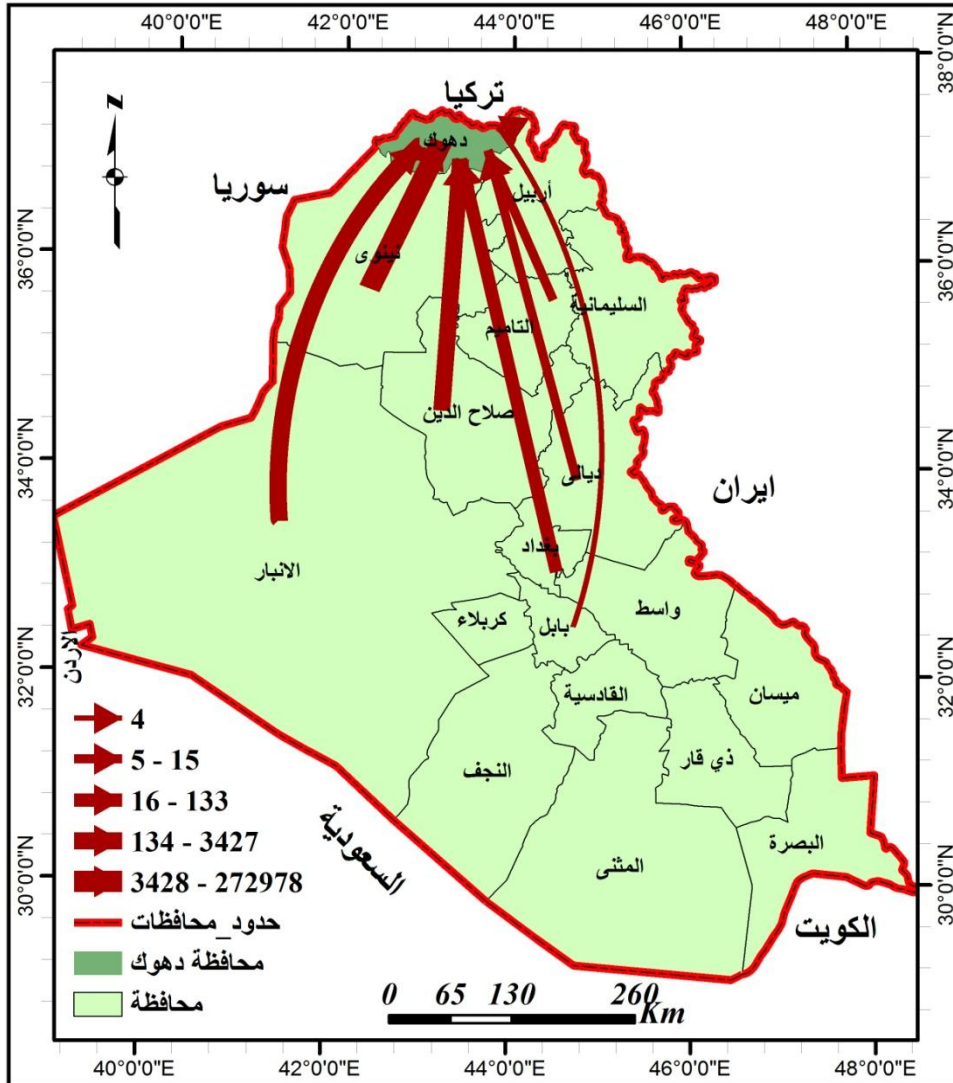 40°0'0"E 42°0'0"E 44°0'0"E 46°0'0"E 48°0'0"E
38°0'0"N
36°0'0"N
34°0'0"N
32°0'0"N
30°0'0"N
36°0'0"N
34°0'0"N
32°0'0"N
30°0'0"N
N
تركيا
دهوك
سوريا
أربيل
نينوى
السليمانية
التاميم
صلاح الدين
ديالى
ايران
بغداد
الانبار
واسط
كربلاء
بابل
الاردن
القادسية
ميسان
النجف
ذي قار
البصرة
المثنى
السعودية
الكويت
4
5 - 15
16 - 133
134 - 3427
3428 - 272978
حدود_محافظات
محافظة دهوك
محافظة
0 65 130 260
Km
40°0'0"E 42°0'0"E 44°0'0"E 46°0'0"E 48°0'0"E